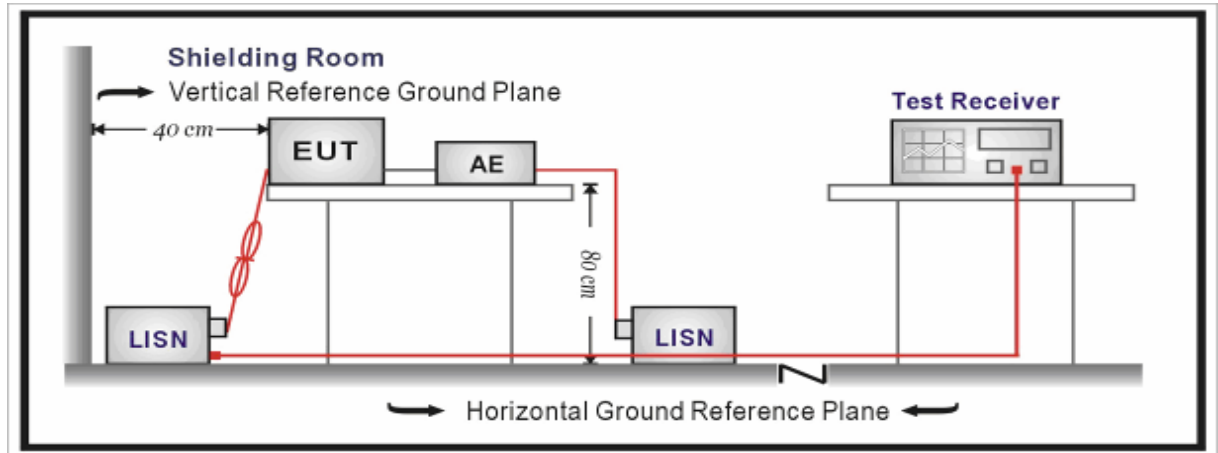 Shielding Room
Vertical Reference Ground Plane
40 cm
EUT
AE
Test Receiver
80 cm
LISN
LISN
Horizontal Ground Reference Plane